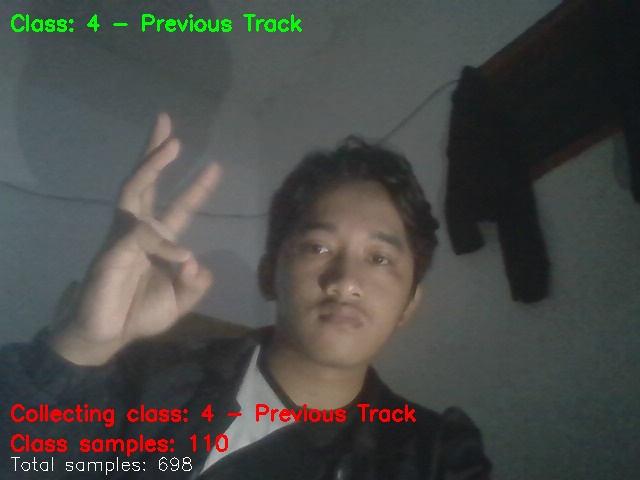 Class: 4 - Previous Track
Collecting class: 4 - Previous Track
Class samples: 110
Total samples: 698